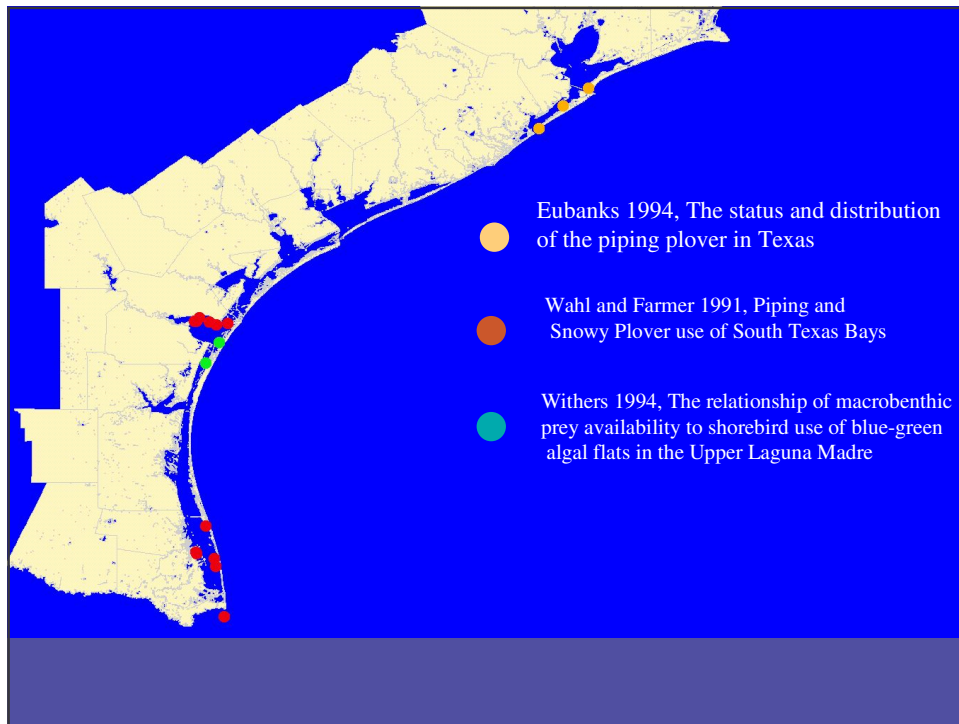 Eubanks 1994, The status and distribution
of the piping plover in Texas
Wahl and Farmer 1991, Piping and
Snowy Plover use of South Texas Bays
Withers 1994, The relationship of macrobenthic
prey availability to shorebird use of blue-green
algal flats in the Upper Laguna Madre